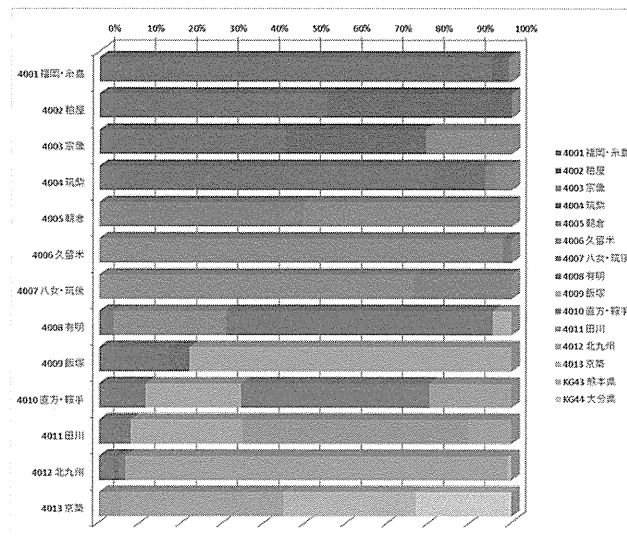 0% 10% 20% 30% 40% 50% 60% 70% 80% 90% 100%
4001 福岡・糸島
4002 粕屋
4003 宗像
4004 筑紫
4005 朝倉
4006 久留米
4007 八女・筑後
4008 有明
4009 飯塚
4010 直方・鞍手
4011 田川
4012 北九州
4013 京築
4001 福岡・糸島
4002 粕屋
4003 宗像
4004 筑紫
4005 朝倉
4006 久留米
4007 八女・筑後
4008 有明
4009 飯塚
4010 直方・鞍手
4011 田川
4012 北九州
4013 京築
KG43 熊本県
KG44 大分県